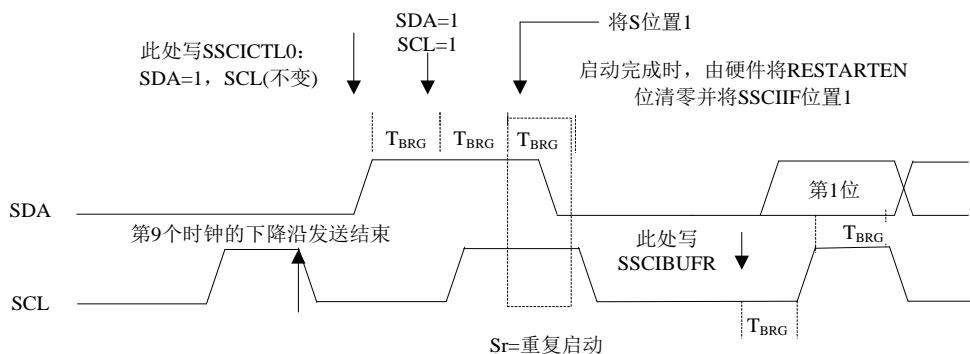 SDA=1
SCL=1
将S位置1
此处写SSCICTL0：
SDA=1，SCL(不变)
启动完成时，由硬件将RESTARTEN
位清零并将SSCIIF位置1
TBRG
TBRG
TBRG
SDA
第1位
第9个时钟的下降沿发送结束
此处写
SSCIBUFR
TBRG
SCL
TBRG
Sr=重复启动